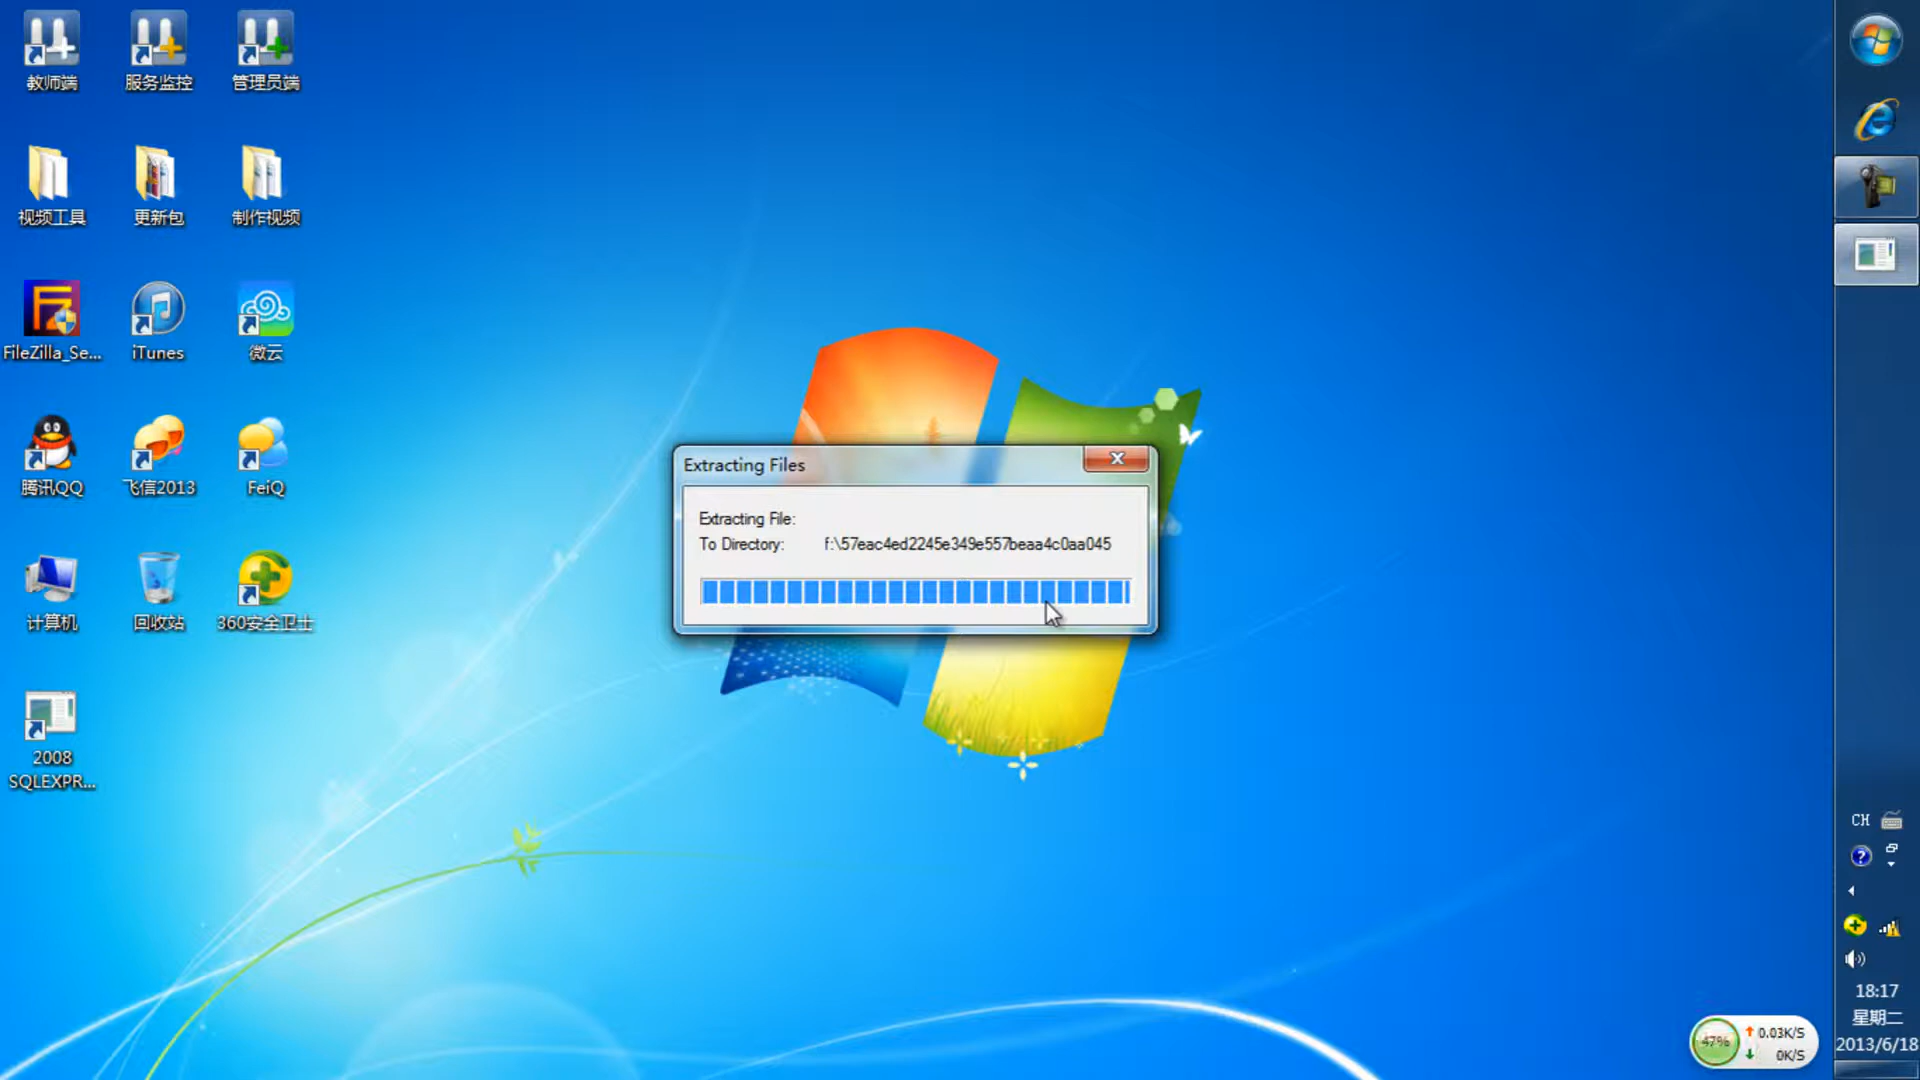 教师端
服务监控
管理员端
视频工具
更新包
制作视频
FileZilla_Se...
iTunes
微云
腾讯QQ
飞信2013
FeiQ
计算机
回收站
360安全卫士
2008
SQLEXPR...
Extracting Files
Extracting File:
To Directory: f:\57eac4ed2245e349e557beaa4c0aa045
CH
18:17
星期二
2013/6/18
47%
0.03K/S
0K/S